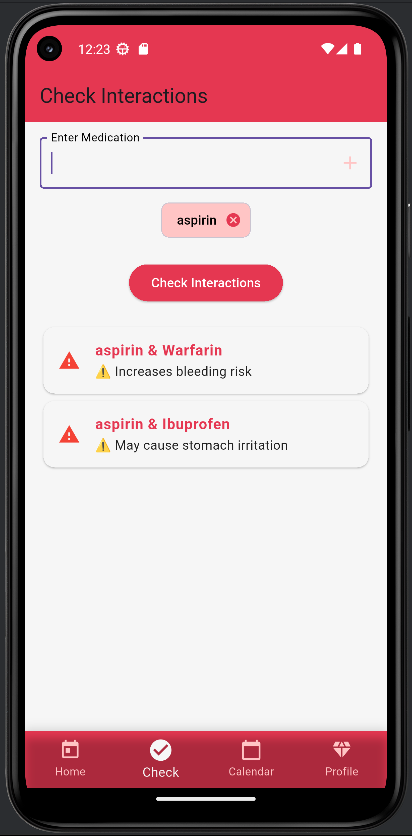 12:23
Check Interactions
Enter Medication
aspirin
Check Interactions
aspirin & Warfarin
⚠️ Increases bleeding risk
aspirin & Ibuprofen
⚠️ May cause stomach irritation
Home Check Calendar Profile